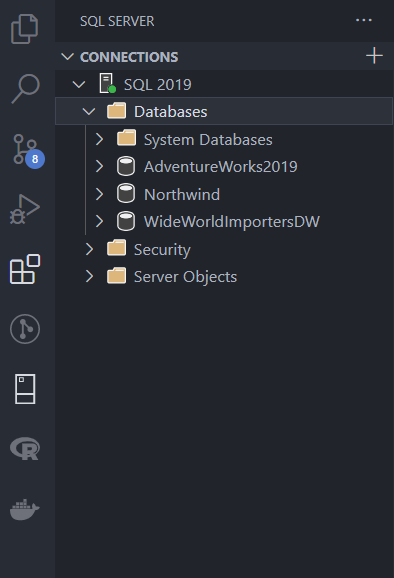 SQL SERVER
CONNECTIONS
SQL 2019
Databases
System Databases
8
AdventureWorks2019
Northwind
WideWorldImportersDW
Security
Server Objects
R